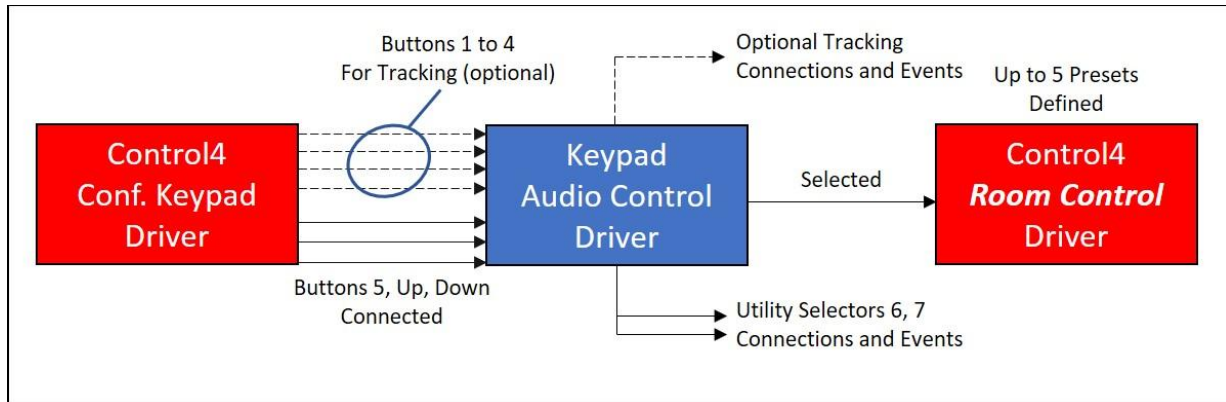 Buttons 1 to 4
For Tracking (optional)
Optional Tracking
Connections and Events
Up to 5 Presets
Defined
Control4
Conf. Keypad
Driver
Keypad
Audio Control
Driver
Selected
Control4
Room Control
Driver
Buttons 5, Up, Down
Connected
Utility Selectors 6, 7
Connections and Events